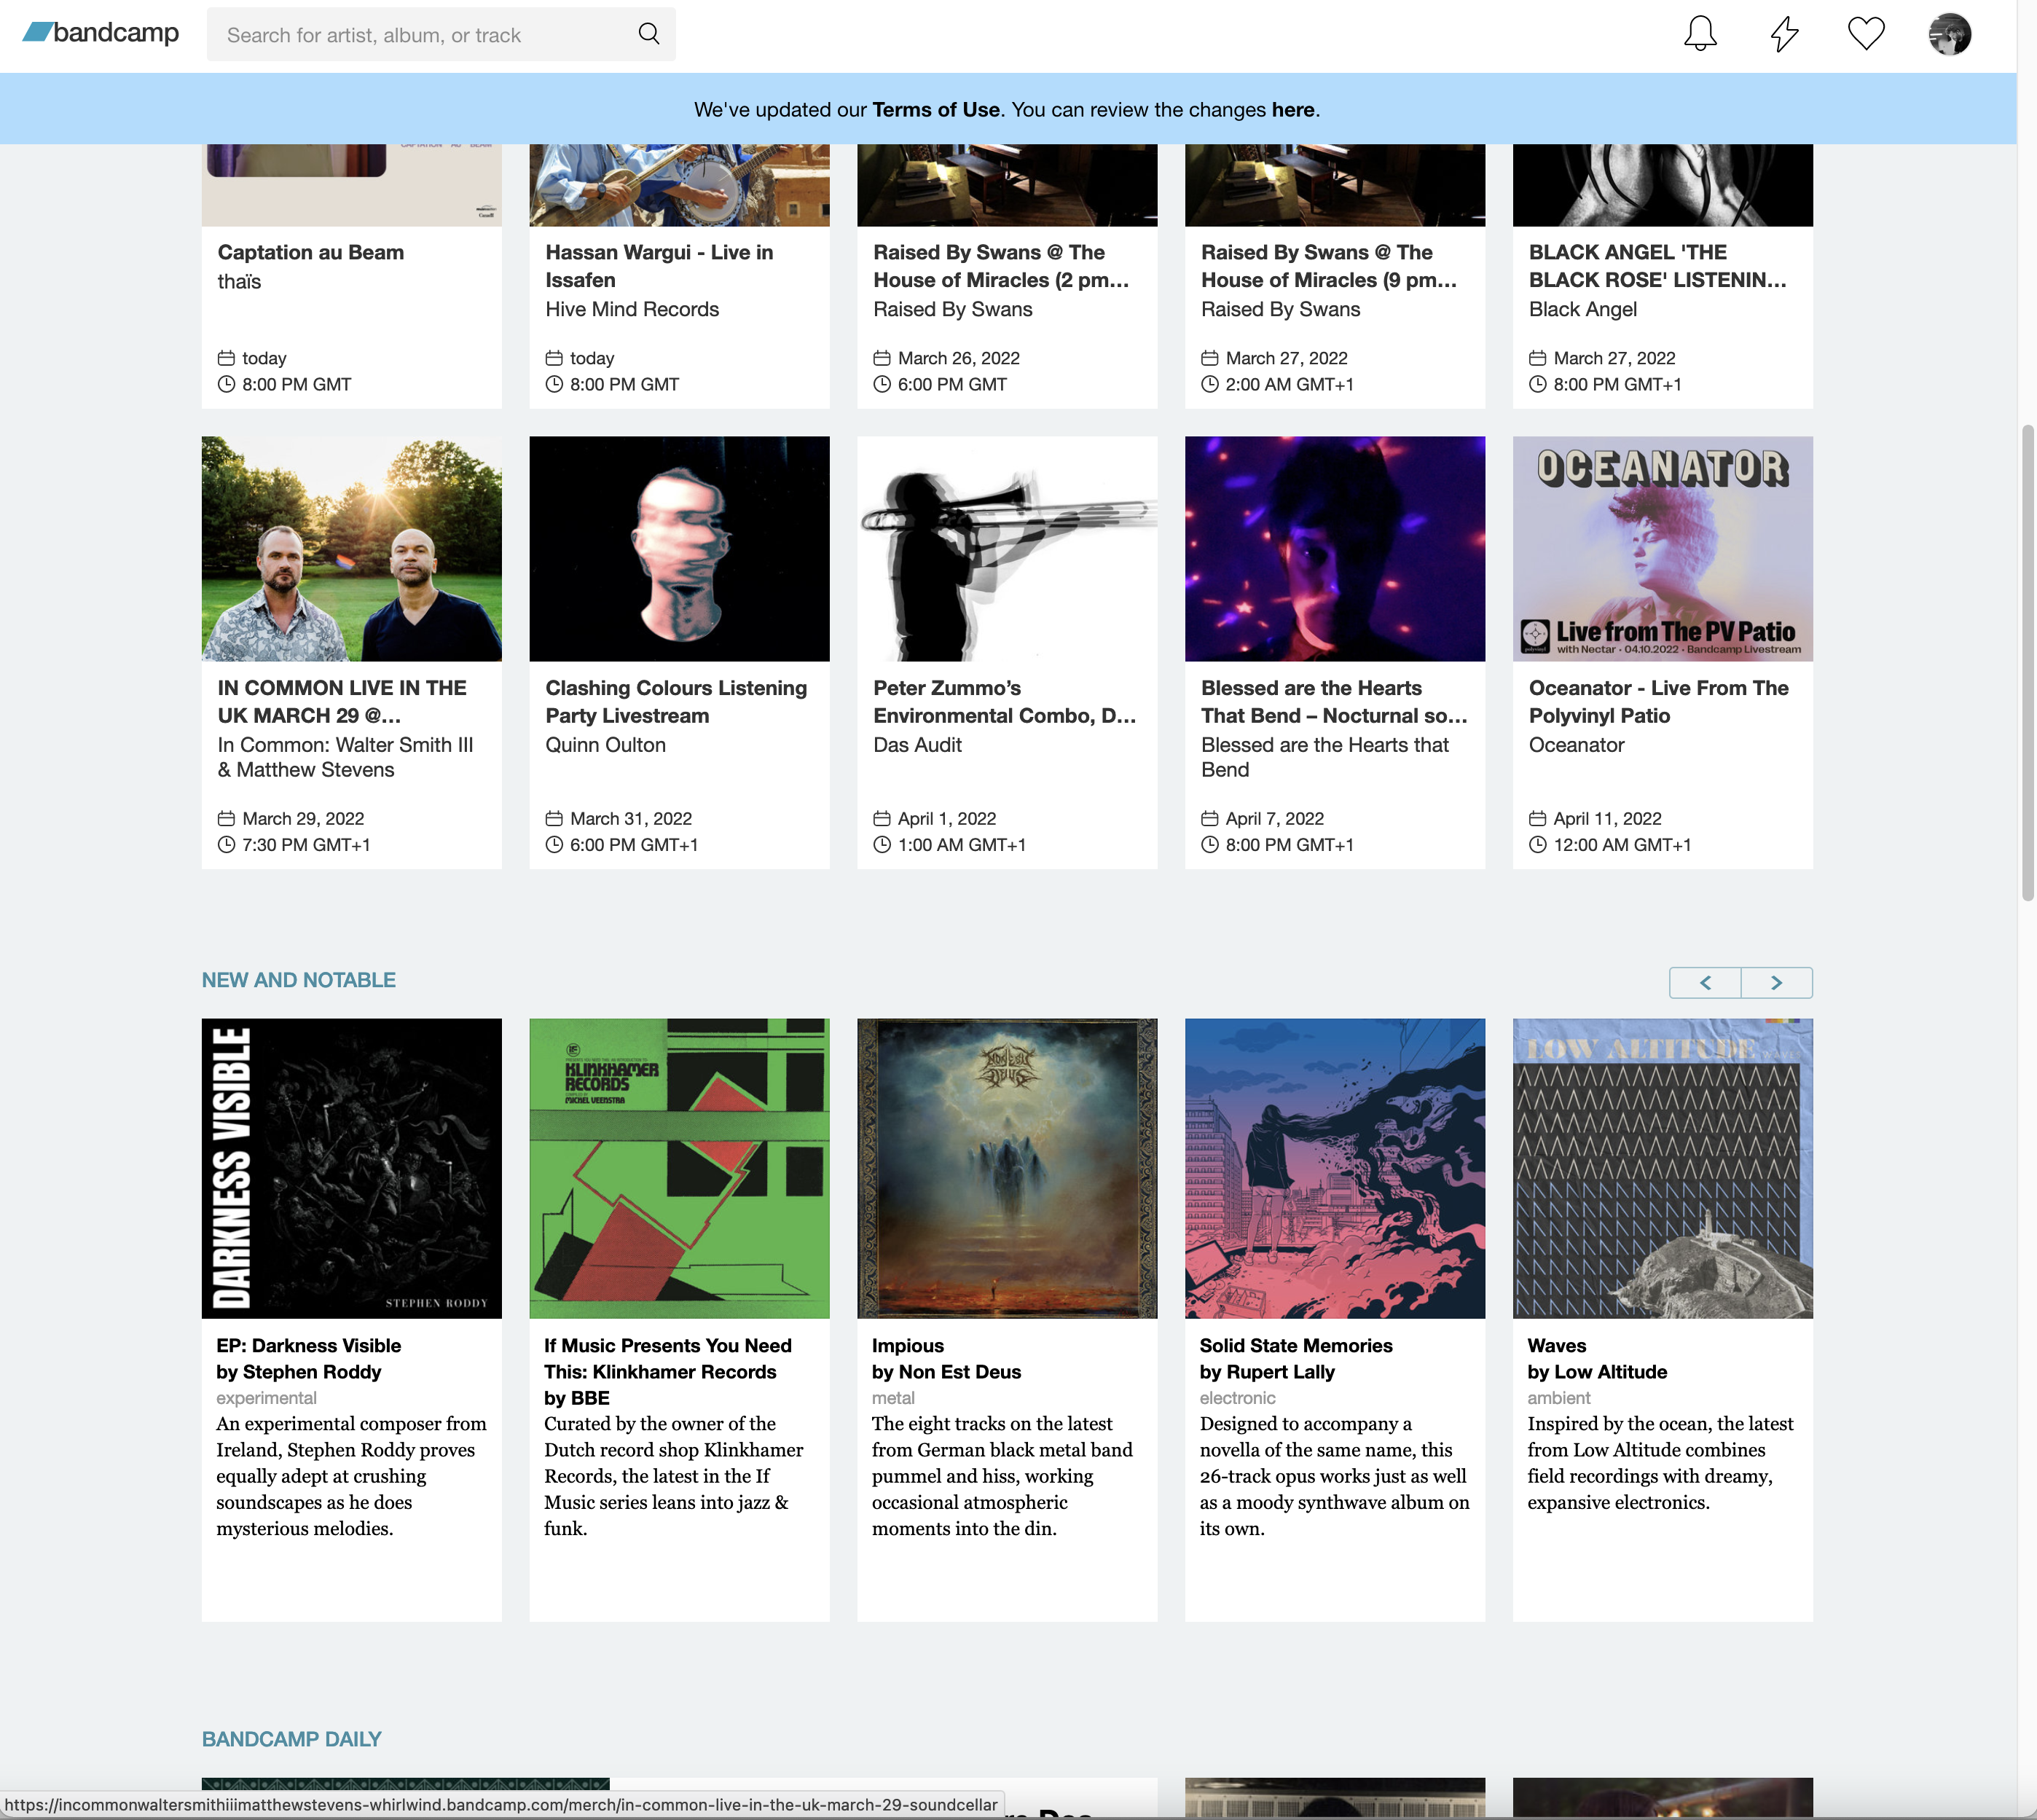 bandcamp
Search for artist, album, or track
We've updated our Terms of Use. You can review the changes here.
CAPTATION AU BEAM
Captation au Beam
thaïs
today
8:00 PM GMT
Hassan Wargui - Live in
Issafen
Hive Mind Records
today
8:00 PM GMT
Raised By Swans @ The
House of Miracles (2 pm...
Raised By Swans
March 26, 2022
6:00 PM GMT
Raised By Swans @ The
House of Miracles (9 pm...
Raised By Swans
March 27, 2022
2:00 AM GMT+1
BLACK ANGEL 'THE
BLACK ROSE' LISTENIN...
Black Angel
March 27, 2022
8:00 PM GMT+1
IN COMMON LIVE IN THE
UK MARCH 29 @...
In Common: Walter Smith III
& Matthew Stevens
March 29, 2022
7:30 PM GMT+1
Clashing Colours Listening
Party Livestream
Quinn Oulton
March 31, 2022
6:00 PM GMT+1
Peter Zummo’s
Environmental Combo, D...
Das Audit
April 1, 2022
1:00 AM GMT+1
Blessed are the Hearts
That Bend – Nocturnal so...
Blessed are the Hearts that
Bend
April 7, 2022
8:00 PM GMT+1
OCEANATOR
Live from The PV Patio
with Nectar • 04.10.2022 • Bandcamp Livestream
Oceanator - Live From The
Polyvinyl Patio
Oceanator
April 11, 2022
12:00 AM GMT+1
NEW AND NOTABLE
DARKNESS VISIBLE
STEPHEN RODDY
EP: Darkness Visible
by Stephen Roddy
experimental
An experimental composer from
Ireland, Stephen Roddy proves
equally adept at crushing
soundscapes as he does
mysterious melodies.
KLINKHAMER
RECORDS
COMPILED BY
MICHEL VEENSTRA
If Music Presents You Need
This: Klinkhamer Records
by BBE
Curated by the owner of the
Dutch record shop Klinkhamer
Records, the latest in the If
Music series leans into jazz &
funk.
NON EST
DEUS
Impious
by Non Est Deus
metal
The eight tracks on the latest
from German black metal band
pummel and hiss, working
occasional atmospheric
moments into the din.
Solid State Memories
by Rupert Lally
electronic
Designed to accompany a
novella of the same name, this
26-track opus works just as well
as a moody synthwave album on
its own.
LOW ALTITUDE
Waves
by Low Altitude
ambient
Inspired by the ocean, the latest
from Low Altitude combines
field recordings with dreamy,
expansive electronics.
BANDCAMP DAILY
https://incommonwaltersmithiiimatthewstevens-whirlwind.bandcamp.com/merch/in-common-live-in-the-uk-march-29-soundcellar